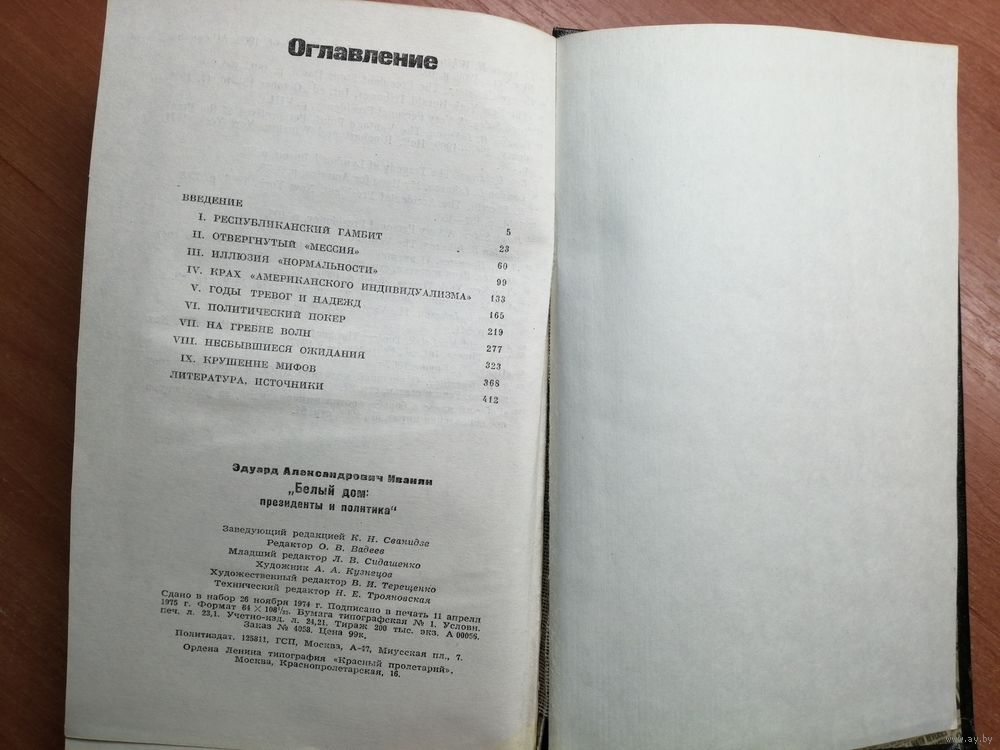 Оглавление
ВВЕДЕНИЕ 5
I. РЕСПУБЛИКАНСКИЙ ГАМБИТ 23
II. ОТВЕРГНУТЫЙ «МЕССИЯ» 60
III. ИЛЛЮЗИЯ «НОРМАЛЬНОСТИ» 99
IV. КРАХ «АМЕРИКАНСКОГО ИНДИВИДУАЛИЗМА» 133
V. ГОДЫ ТРЕВОГ И НАДЕЖД 165
VI. ПОЛИТИЧЕСКИЙ ПОКЕР 219
VII. НА ГРЕБНЕ ВОЛН 277
VIII. НЕСБЫВШИЕСЯ ОЖИДАНИЯ 323
IX. КРУШЕНИЕ МИФОВ 368
ЛИТЕРАТУРА, ИСТОЧНИКИ 412
Эдуард Александрович Иванян
„Белый дом:
президенты и политика“
Заведующий редакцией К. Н. Сванидзе
Редактор О. В. Вадеев
Младший редактор Л. В. Сидашенко
Художник А. А. Кузнецов
Художественный редактор В. И. Терещенко
Технический редактор Н. Е. Трояновская
Сдано в набор 26 ноября 1974 г. Подписано в печать 11 апреля
1975 г. Формат 84 × 108¹/₃₂. Бумага типографская № 1. Условн.
печ. л. 23,1. Учетно-изд. л. 24,21. Тираж 200 тыс. экз. А 00056.
Заказ № 4058. Цена 99к.
Политиздат. 125811, ГСП, Москва, А-47, Миусская пл., 7.
Ордена Ленина типография «Красный пролетарий».
Москва, Краснопролетарская, 16.
www.ay.by